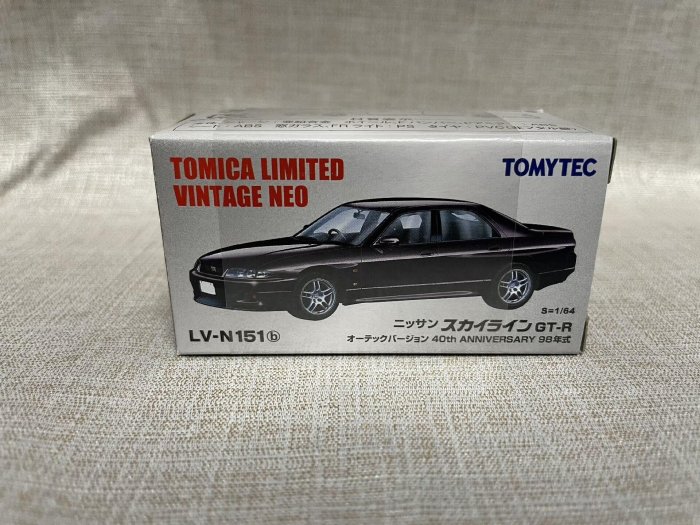 TOMICA LIMITED
VINTAGE NEO
TOMYTEC
S=1/64
LV-N151ⓑ
ニッサン スカイライン GT-R
オーテックバージョン 40th ANNIVERSARY 98年式